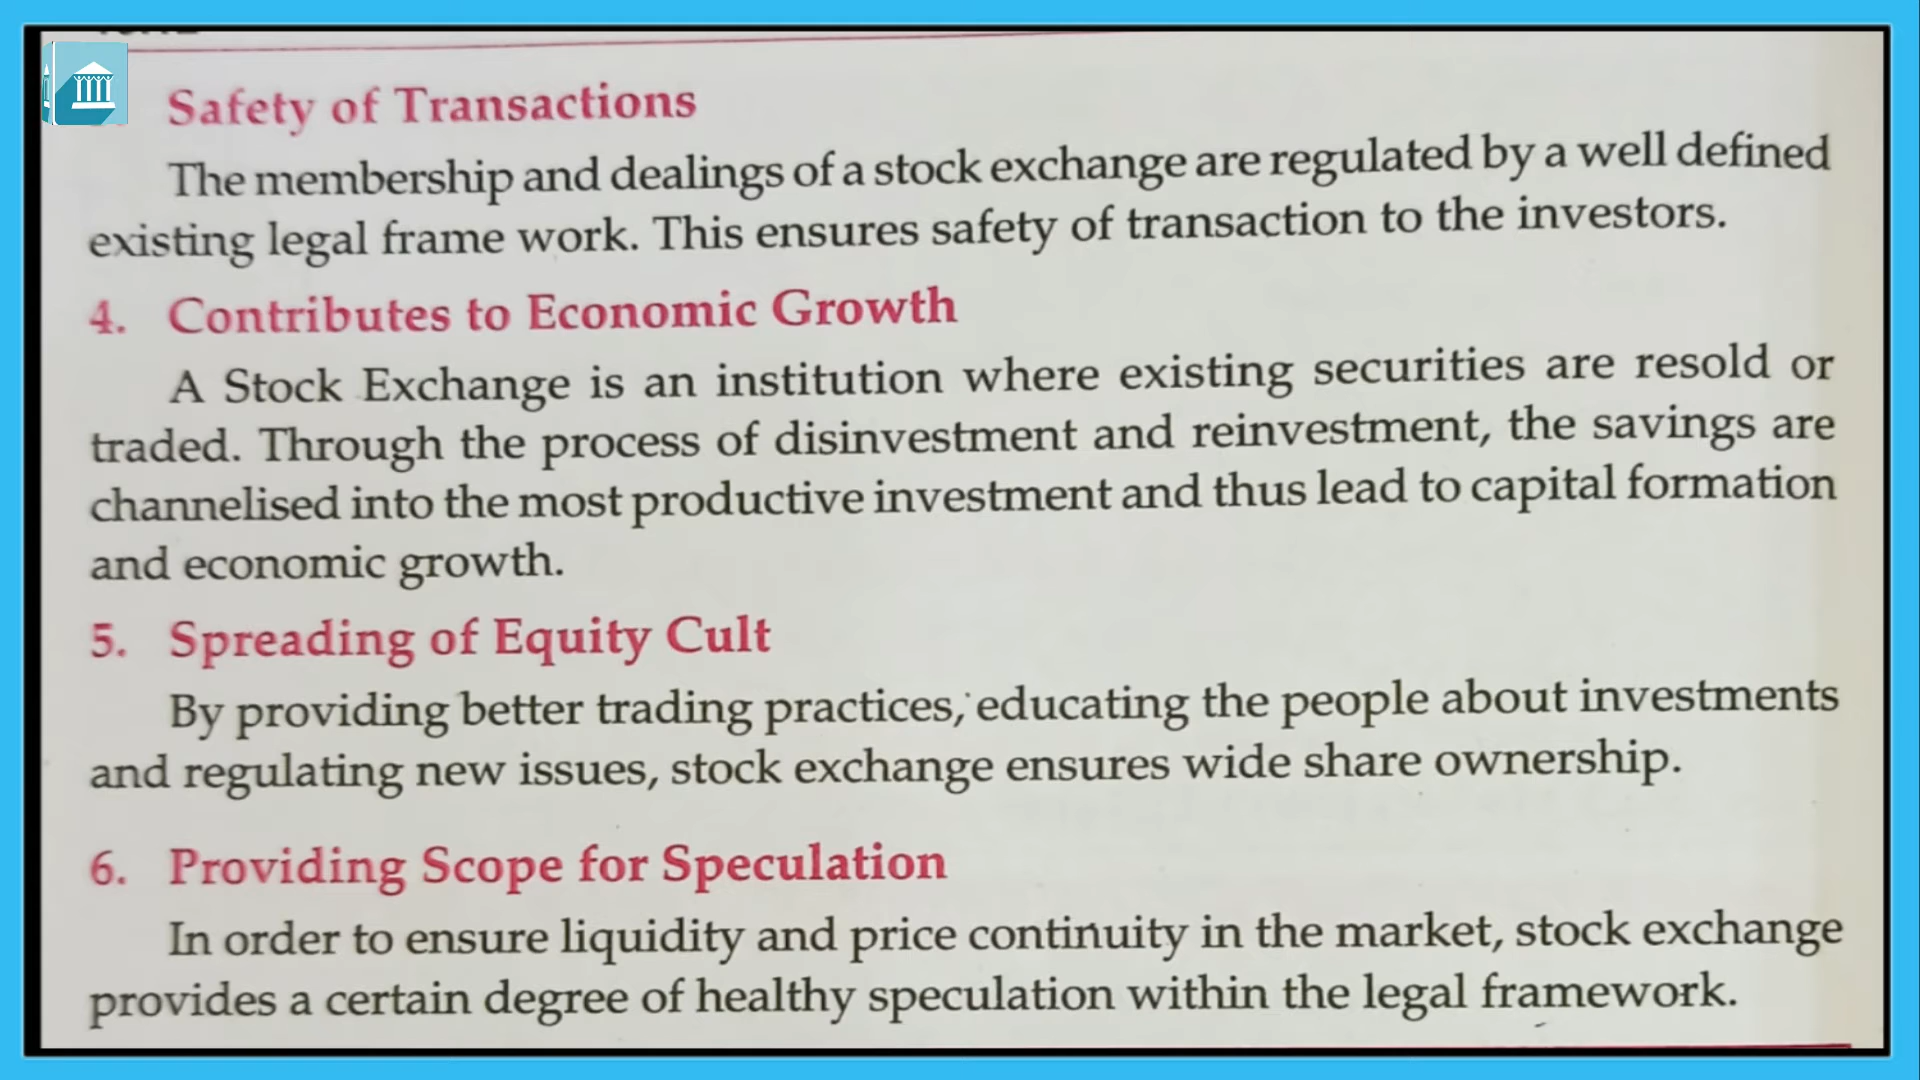 Safety of Transactions
The membership and dealings of a stock exchange are regulated by a well defined
existing legal frame work. This ensures safety of transaction to the investors.
4. Contributes to Economic Growth
A Stock Exchange is an institution where existing securities are resold or
traded. Through the process of disinvestment and reinvestment, the savings are
channelised into the most productive investment and thus lead to capital formation
and economic growth.
5. Spreading of Equity Cult
By providing better trading practices, educating the people about investments
and regulating new issues, stock exchange ensures wide share ownership.
6. Providing Scope for Speculation
In order to ensure liquidity and price continuity in the market, stock exchange
provides a certain degree of healthy speculation within the legal framework.